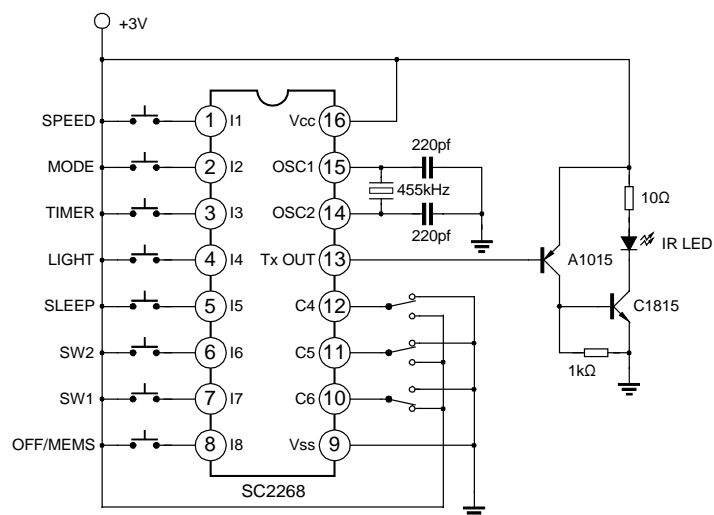 +3V
SPEED 1 I1 Vcc 16
220pf
MODE 2 I2 OSC1 15
455kHz
TIMER 3 I3 OSC2 14
10Ω
220pf
IR LED
LIGHT 4 I4 Tx OUT 13
A1015
SLEEP 5 I5 C4 12
C1815
SW2 6 I6 C5 11
1kΩ
SW1 7 I7 C6 10
OFF/MEMS 8 I8 Vss 9
SC2268